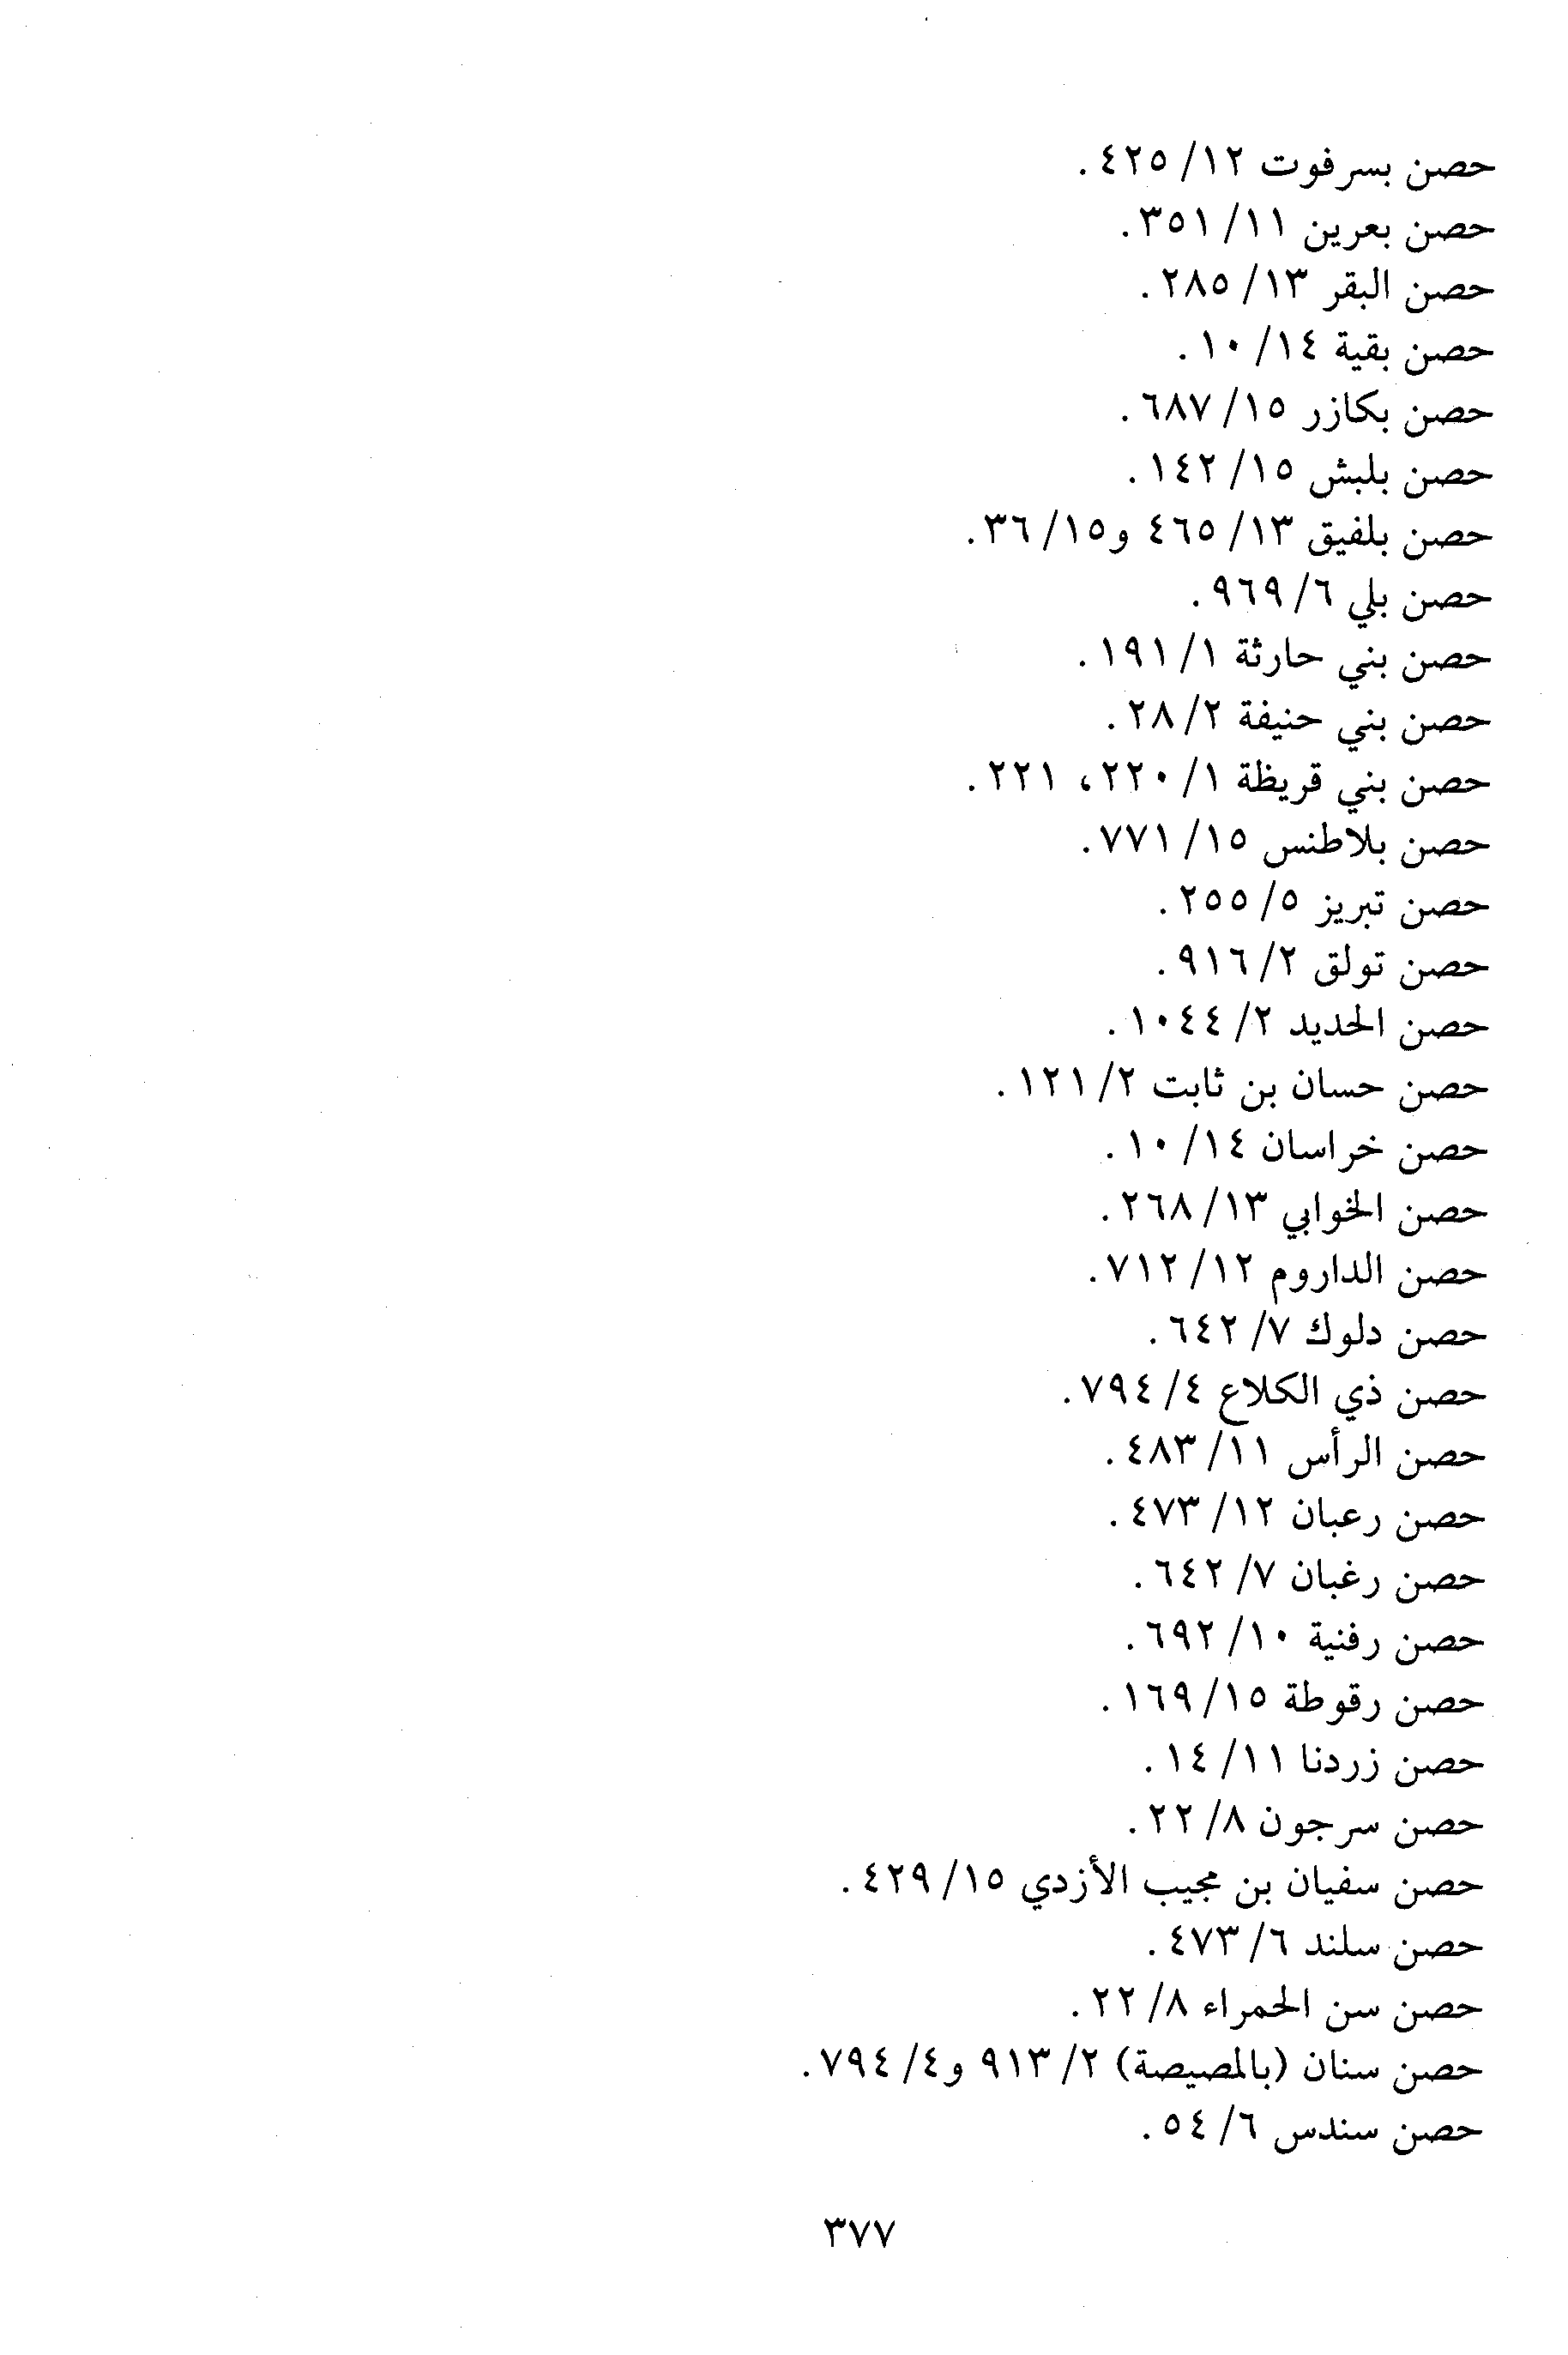 حصن بسرفوت ١٢/ ٤٢٥.
حصن بعرين ١١/ ٣٥١.
حصن البقر ١٣/ ٢٨٥.
حصن بقية ١٤/ ١٠.
حصن بكازر ١٥/ ٦٨٧.
حصن بلبش ١٥/ ١٤٢.
حصن بلفيق ١٣/ ٤٦٥ و١٥/ ٣٦.
حصن بلي ٦/ ٩٦٩.
حصن بني حارثة ١/ ١٩١.
حصن بني حنيفة ٢/ ٢٨.
حصن بني قريظة ١/ ٢٢٠، ٢٢١.
حصن بلاطنس ١٥/ ٧٧١.
حصن تبريز ٥/ ٢٥٥.
حصن تولق ٢/ ٩١٦.
حصن الحديد ٢/ ١٠٤٤.
حصن حسان بن ثابت ٢/ ١٢١.
حصن خراسان ١٤/ ١٠.
حصن الخوابي ١٣/ ٢٦٨.
حصن الداروم ١٢/ ٧١٢.
حصن دلوك ٧/ ٦٤٢.
حصن ذي الكلاع ٤/ ٧٩٤.
حصن الرأس ١١/ ٤٨٣.
حصن رعبان ١٢/ ٤٧٣.
حصن رغبان ٧/ ٦٤٢.
حصن رفنية ١٠/ ٦٩٢.
حصن رقوطة ١٥/ ١٦٩.
حصن زردنا ١١/ ١٤.
حصن سرجون ٨/ ٢٢.
حصن سفيان بن مجيب الأزدي ١٥/ ٤٢٩.
حصن سلند ٦/ ٤٧٣.
حصن سن الحمراء ٨/ ٢٢.
حصن سنان (بالمصيصة) ٢/ ٩١٣ و٤/ ٧٩٤.
حصن سندس ٦/ ٥٤.
٣٧٧